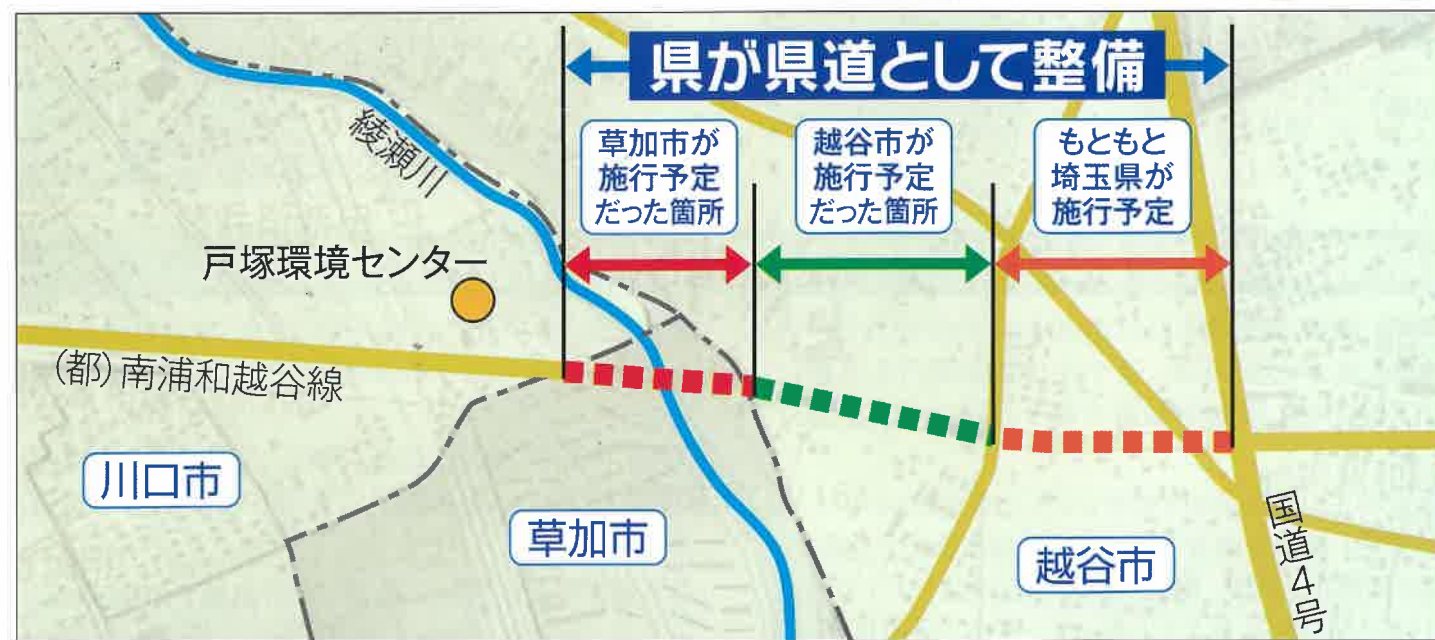 県が県道として整備
草加市が
施行予定
だった箇所
越谷市が
施行予定
だった箇所
もともと
埼玉県が
施行予定
綾瀬川
戸塚環境センター
(都)南浦和越谷線
川口市
草加市
越谷市
国道4号